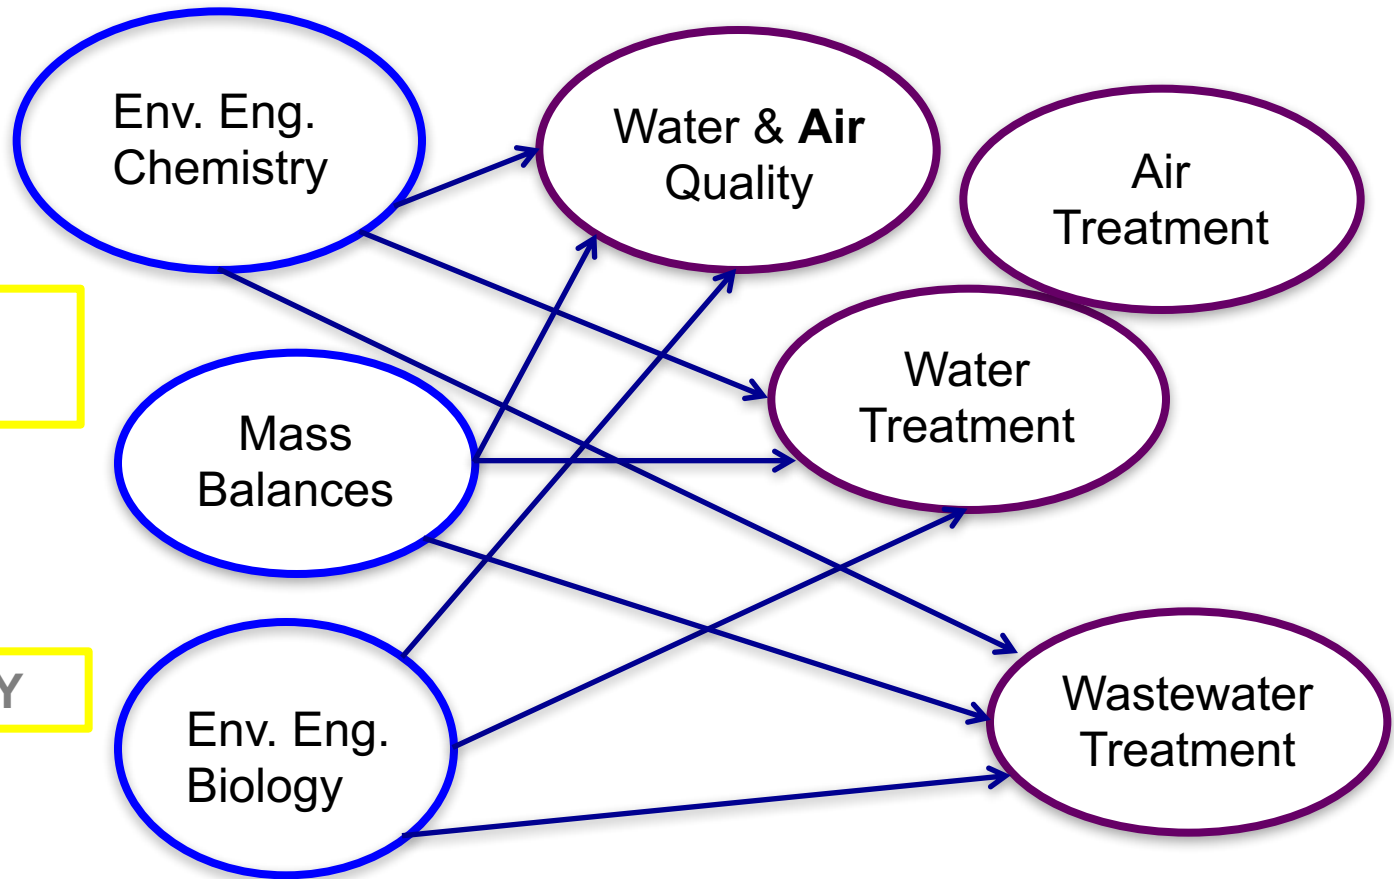 Env. Eng.
Chemistry
Water & Air
Quality
Air
Treatment
Water
Treatment
Mass
Balances
Y
Env. Eng.
Biology
Wastewater
Treatment